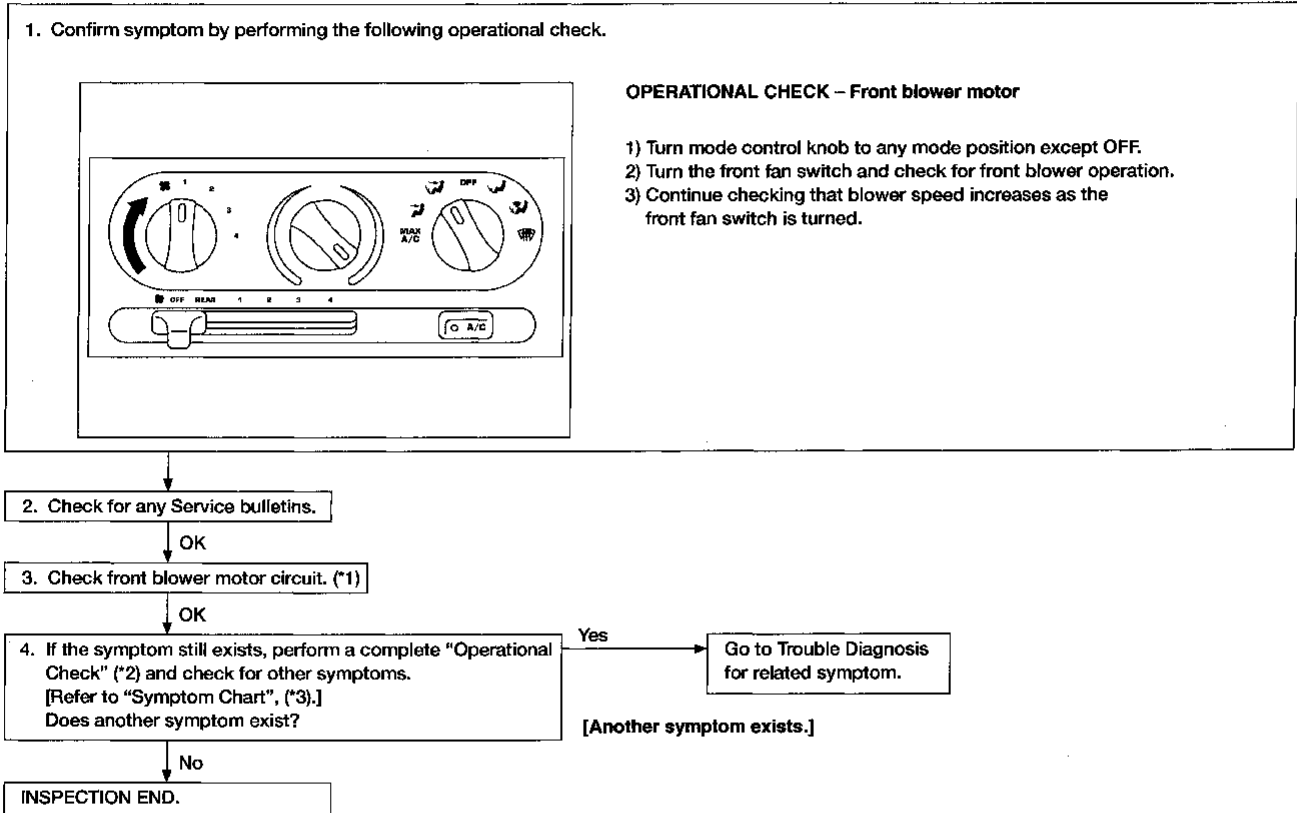 1. Confirm symptom by performing the following operational check.
OPERATIONAL CHECK – Front blower motor
1) Turn mode control knob to any mode position except OFF.
2) Turn the front fan switch and check for front blower operation.
3) Continue checking that blower speed increases as the
front fan switch is turned.
1
2
3
4
OFF
MAX
A/C
OFF REAR 1 2 3 4
A/C
2. Check for any Service bulletins.
OK
3. Check front blower motor circuit. (*1)
OK
4. If the symptom still exists, perform a complete “Operational
Check” (*2) and check for other symptoms.
[Refer to “Symptom Chart”, (*3).]
Does another symptom exist?
Yes
Go to Trouble Diagnosis
for related symptom.
[Another symptom exists.]
No
INSPECTION END.